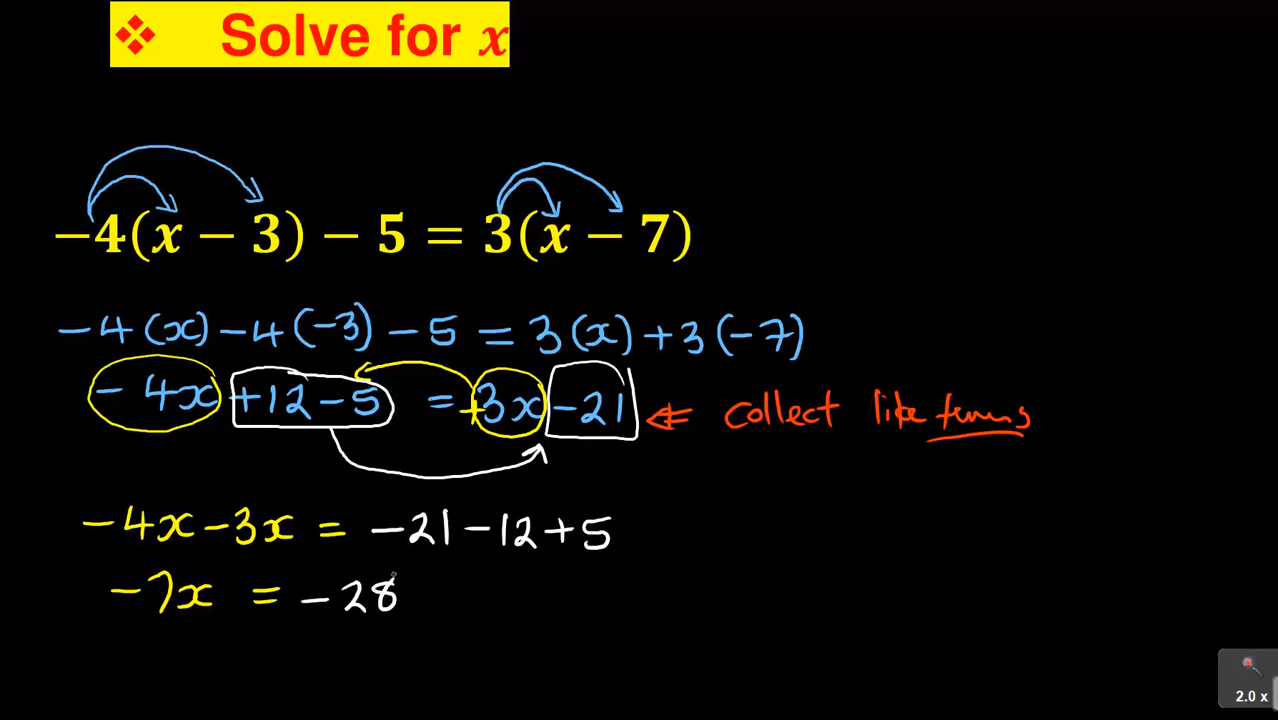 ❖ Solve for x
−4(x − 3) − 5 = 3(x − 7)
−4(x)−4(−3)−5 = 3(x)+3(−7)
−4x+12−5 = +3x−21 ⇐ collect like terms
−4x−3x = −21−12+5
−7x = −28
2.0 x